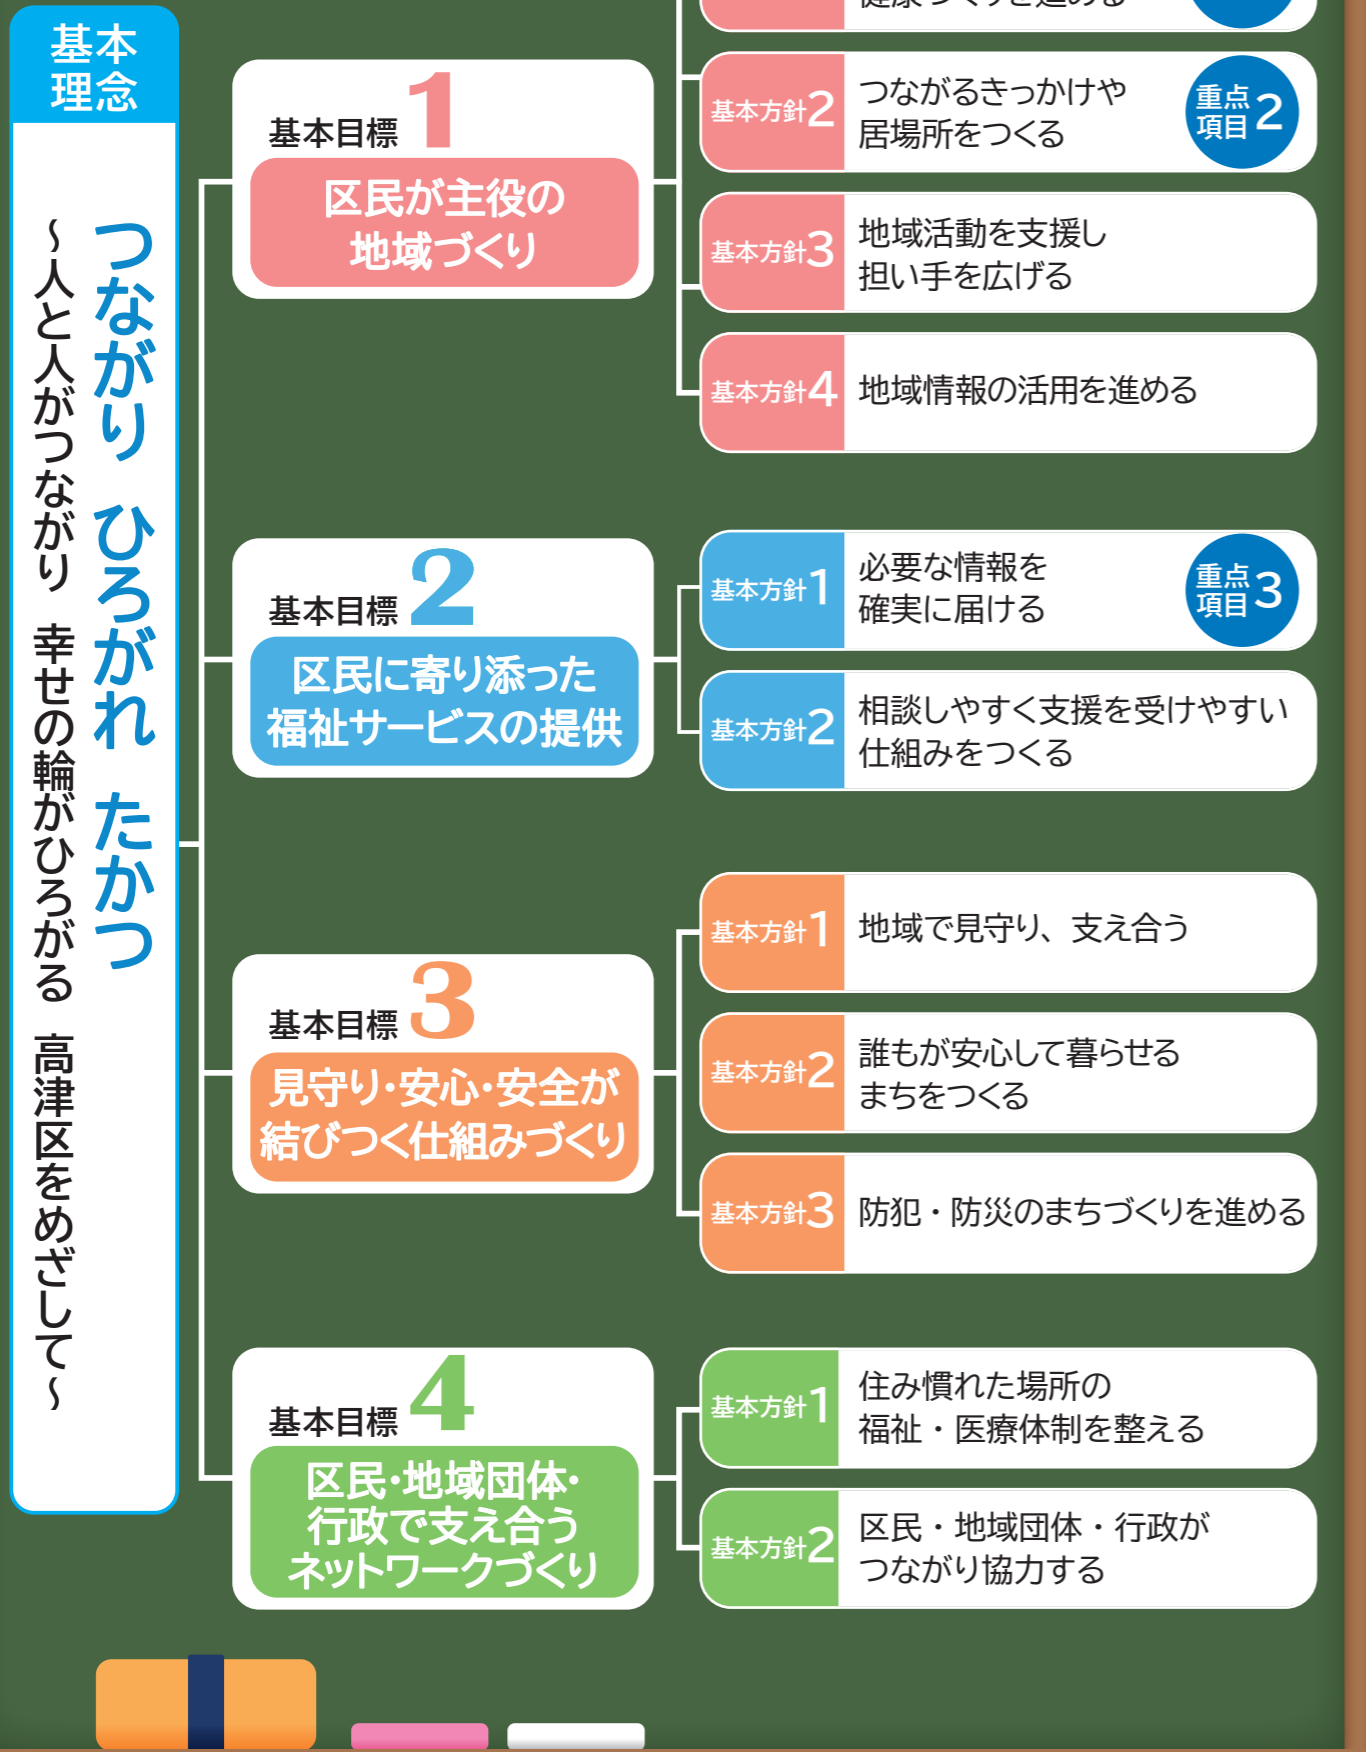 基本
理念
つながり ひろがれ たかつ
～人と人がつながり 幸せの輪がひろがる 高津区をめざして～
基本目標1
区民が主役の
地域づくり
基本方針2
つながるきっかけや
居場所をつくる
重点
項目2
基本方針3
地域活動を支援し
担い手を広げる
基本方針4
地域情報の活用を進める
基本目標2
区民に寄り添った
福祉サービスの提供
基本方針1
必要な情報を
確実に届ける
重点
項目3
基本方針2
相談しやすく支援を受けやすい
仕組みをつくる
基本目標3
見守り・安心・安全が
結びつく仕組みづくり
基本方針1
地域で見守り、支え合う
基本方針2
誰もが安心して暮らせる
まちをつくる
基本方針3
防犯・防災のまちづくりを進める
基本目標4
区民・地域団体・
行政で支え合う
ネットワークづくり
基本方針1
住み慣れた場所の
福祉・医療体制を整える
基本方針2
区民・地域団体・行政が
つながり協力する